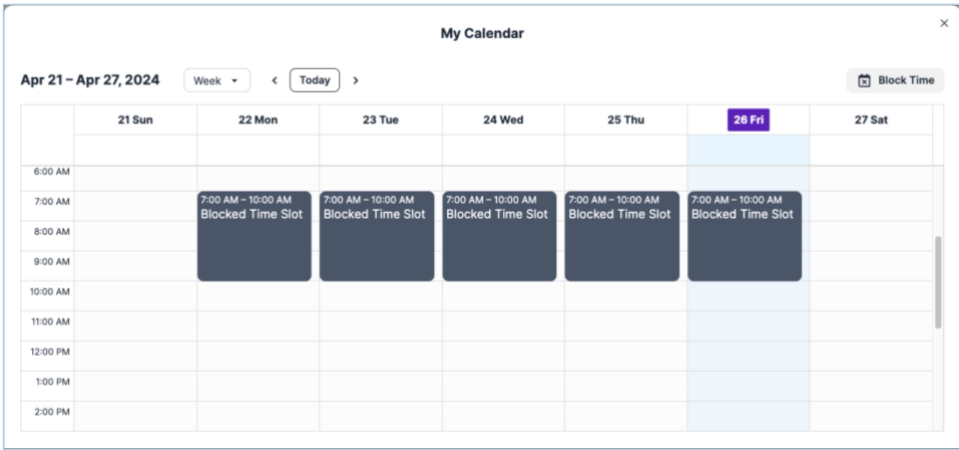 My Calendar
Apr 21 – Apr 27, 2024
Week
Today
Block Time
21 Sun
22 Mon
23 Tue
24 Wed
25 Thu
26 Fri
27 Sat
6:00 AM
7:00 AM
7:00 AM – 10:00 AM
Blocked Time Slot
7:00 AM – 10:00 AM
Blocked Time Slot
7:00 AM – 10:00 AM
Blocked Time Slot
7:00 AM – 10:00 AM
Blocked Time Slot
7:00 AM – 10:00 AM
Blocked Time Slot
8:00 AM
9:00 AM
10:00 AM
11:00 AM
12:00 PM
1:00 PM
2:00 PM